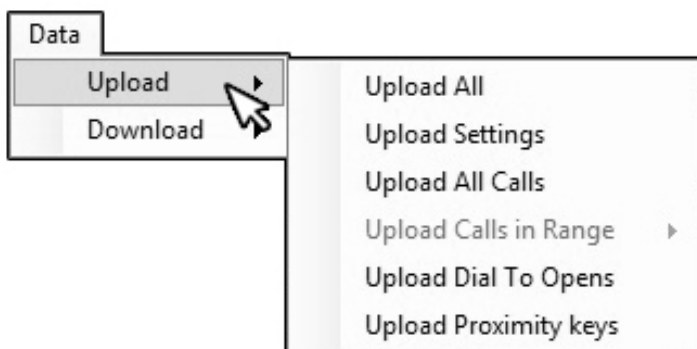 Data
Upload
Download
Upload All
Upload Settings
Upload All Calls
Upload Calls in Range
Upload Dial To Opens
Upload Proximity keys